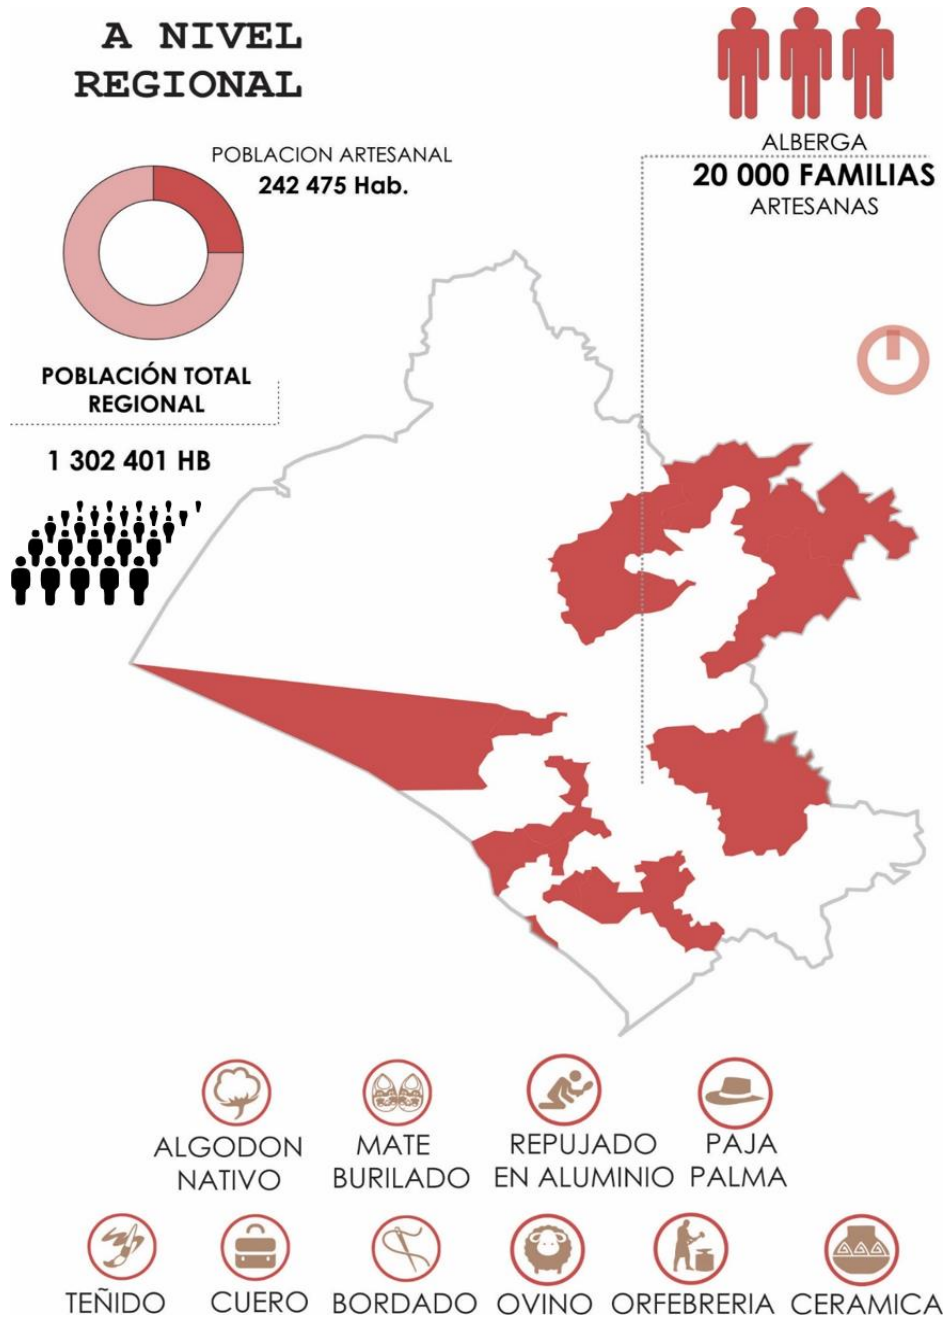 A NIVEL
REGIONAL
POBLACION ARTESANAL
242 475 Hab.
ALBERGA
20 000 FAMILIAS
ARTESANAS
POBLACIÓN TOTAL
REGIONAL
1 302 401 HB
ALGODON
NATIVO
MATE
BURILADO
REPUJADO
EN ALUMINIO
PAJA
PALMA
TEÑIDO
CUERO
BORDADO
OVINO
ORFEBRERIA
CERAMICA